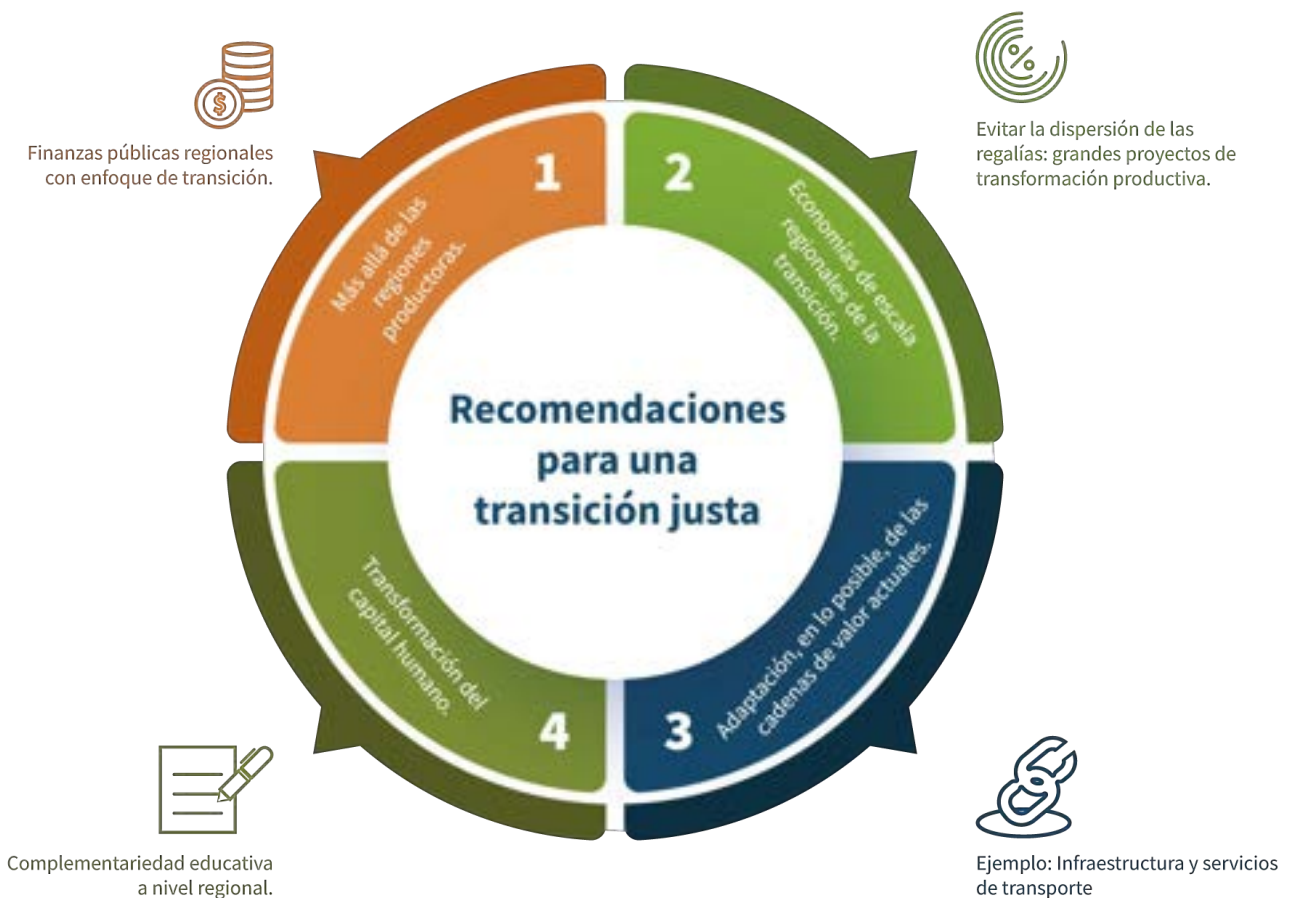 Recomendaciones
para una
transición justa
1
Más allá de las
regiones
productoras.
Finanzas públicas regionales
con enfoque de transición.
2
Economías de escala
regionales de la
transición.
Evitar la dispersión de las
regalías: grandes proyectos de
transformación productiva.
3
Adaptación, en lo posible, de las
cadenas de valor actuales.
Ejemplo: Infraestructura y servicios
de transporte
4
Transformación del
capital humano.
Complementariedad educativa
a nivel regional.
$
%